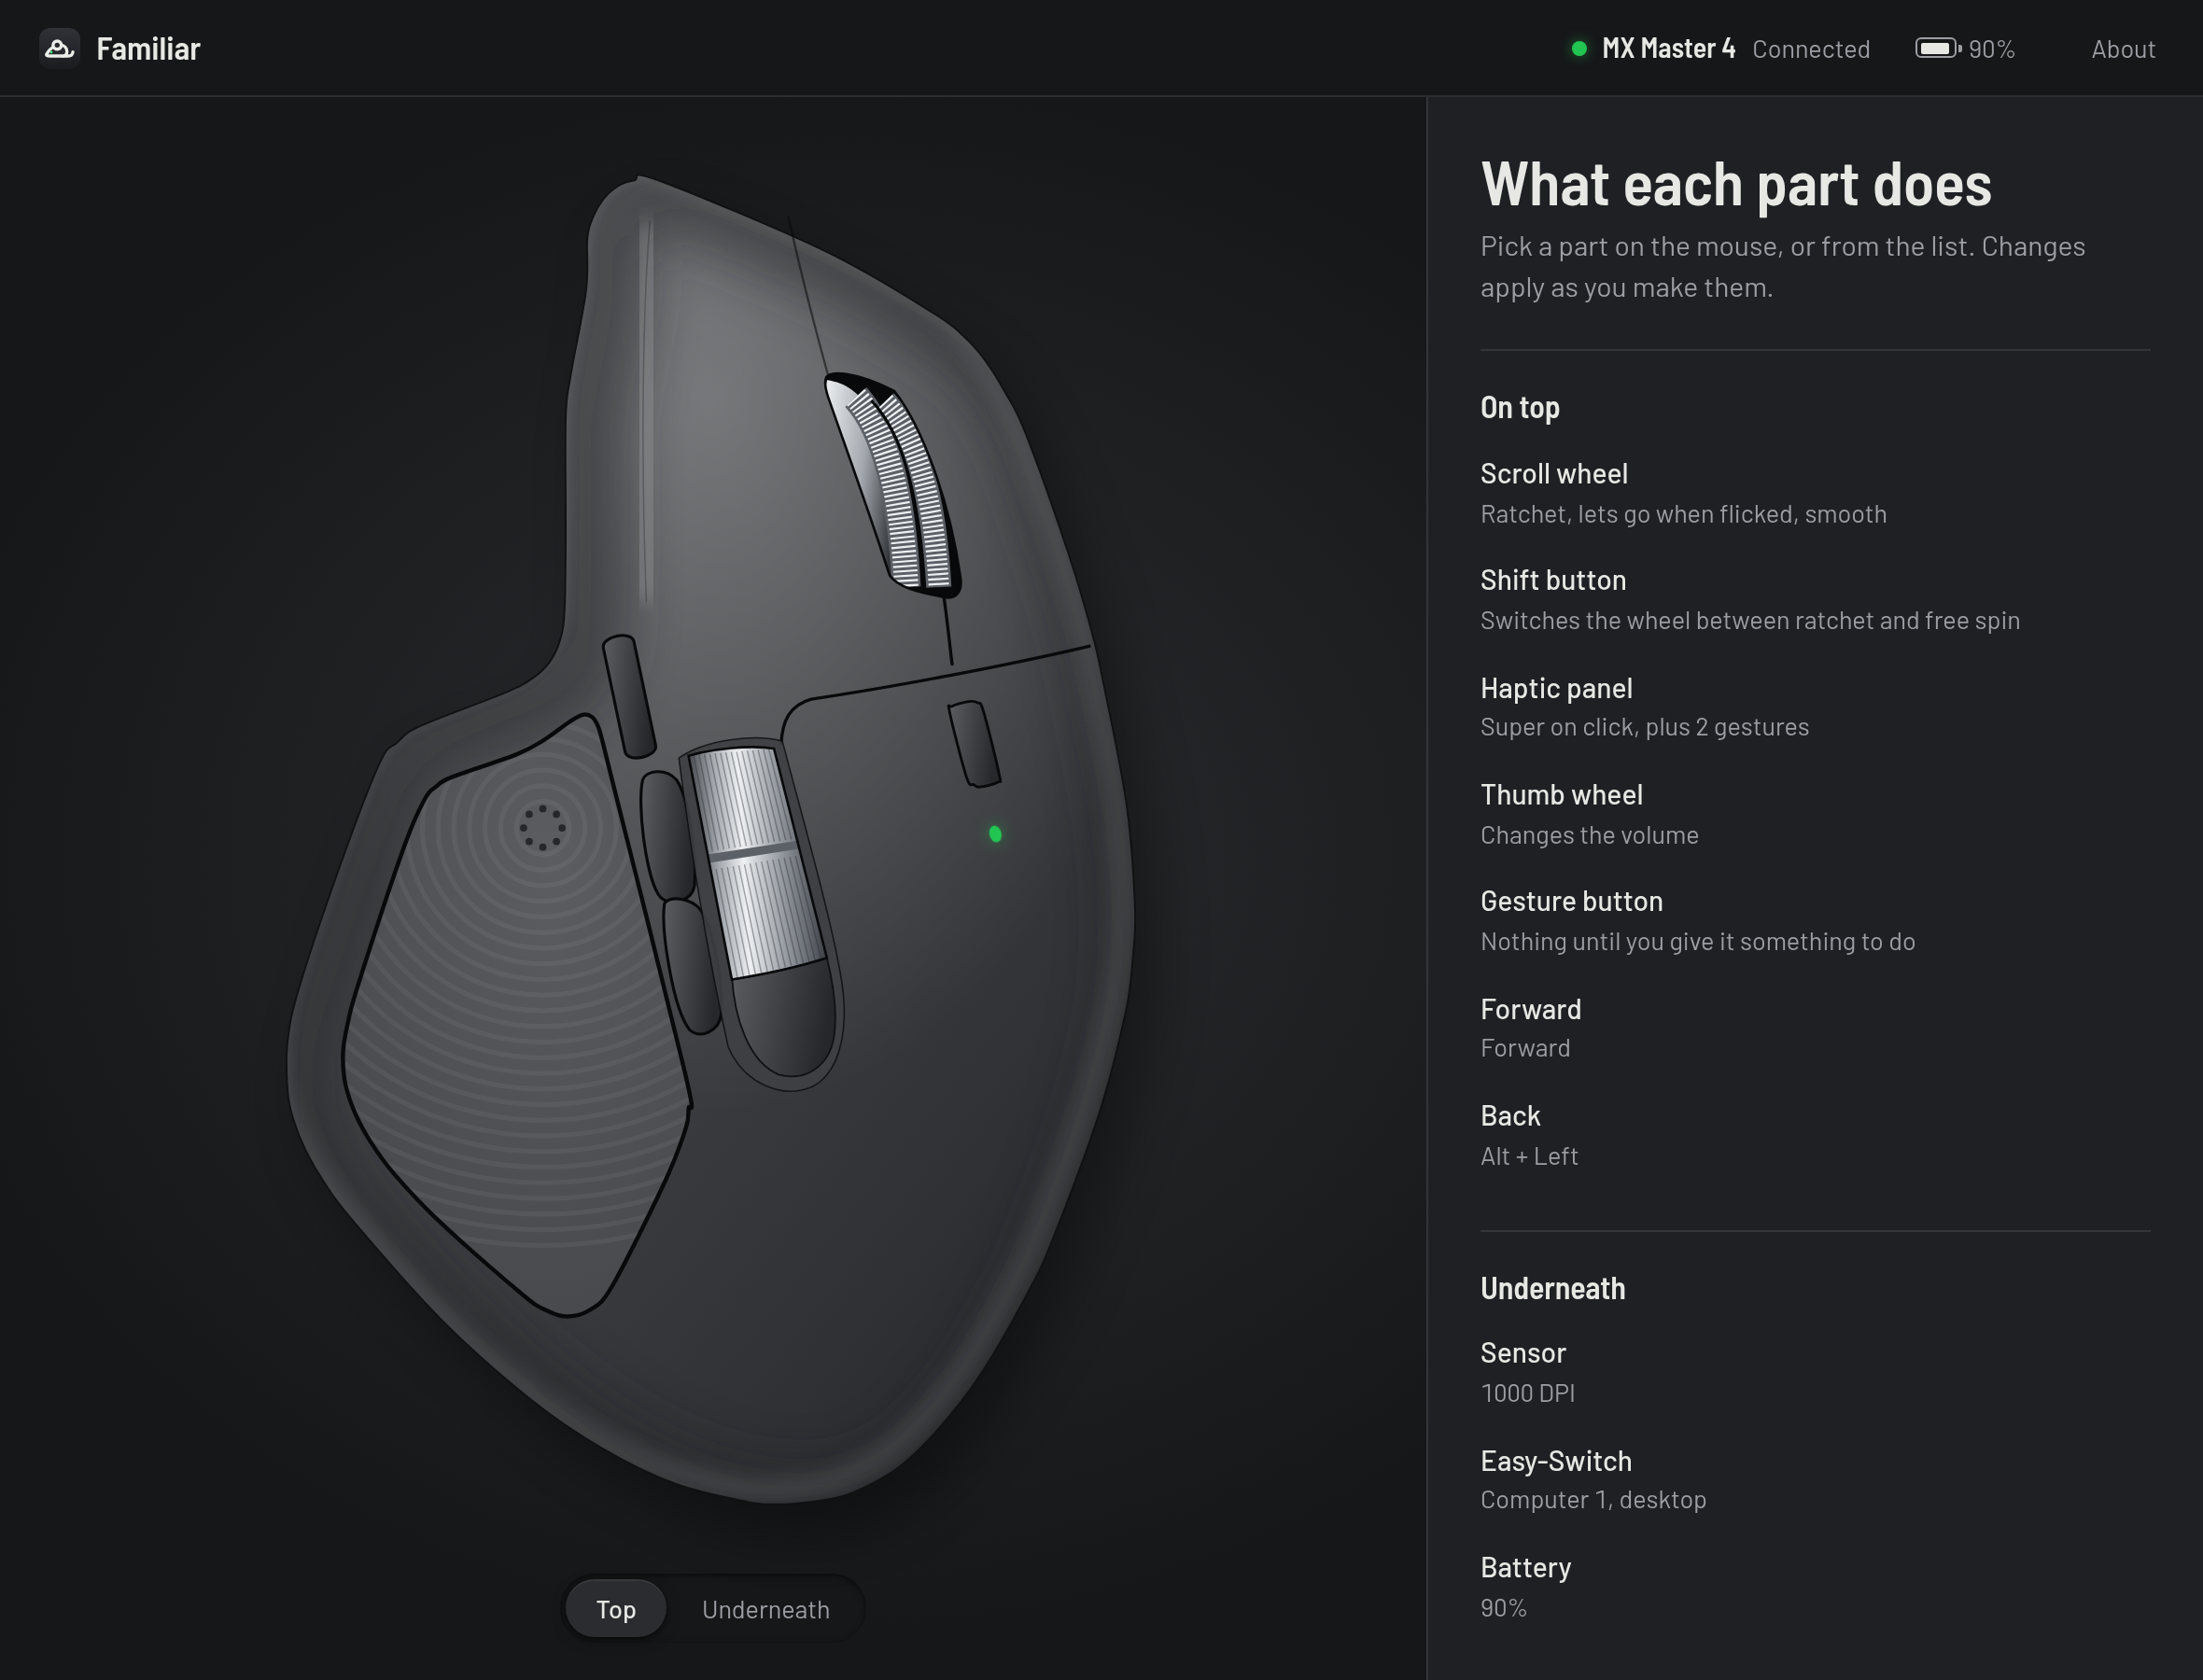 Familiar
MX Master 4 Connected 90% About
What each part does
Pick a part on the mouse, or from the list. Changes
apply as you make them.
On top
Scroll wheel
Ratchet, lets go when flicked, smooth
Shift button
Switches the wheel between ratchet and free spin
Haptic panel
Super on click, plus 2 gestures
Thumb wheel
Changes the volume
Gesture button
Nothing until you give it something to do
Forward
Forward
Back
Alt + Left
Underneath
Sensor
1000 DPI
Easy-Switch
Computer 1, desktop
Battery
90%
Top Underneath